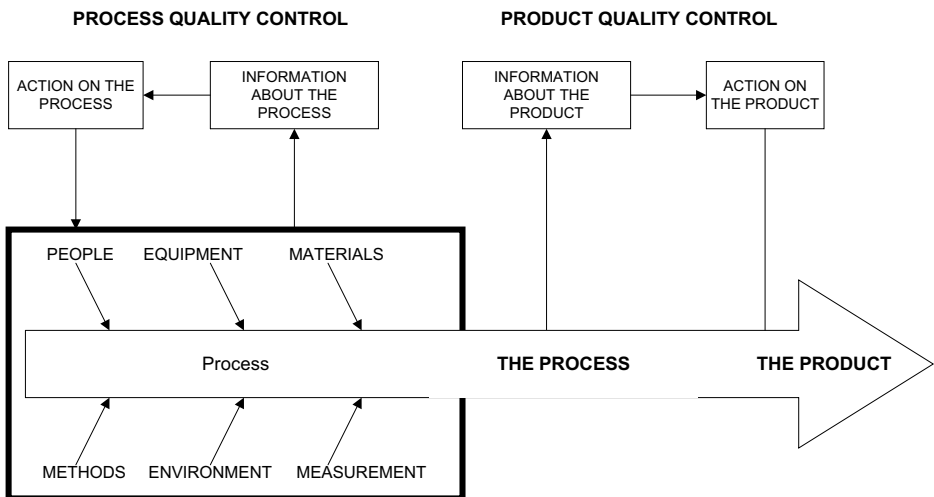 PROCESS QUALITY CONTROL
PRODUCT QUALITY CONTROL
ACTION ON THE
PROCESS
INFORMATION
ABOUT THE
PROCESS
INFORMATION
ABOUT THE
PRODUCT
ACTION ON
THE PRODUCT
PEOPLE
EQUIPMENT
MATERIALS
Process
THE PROCESS
THE PRODUCT
METHODS
ENVIRONMENT
MEASUREMENT